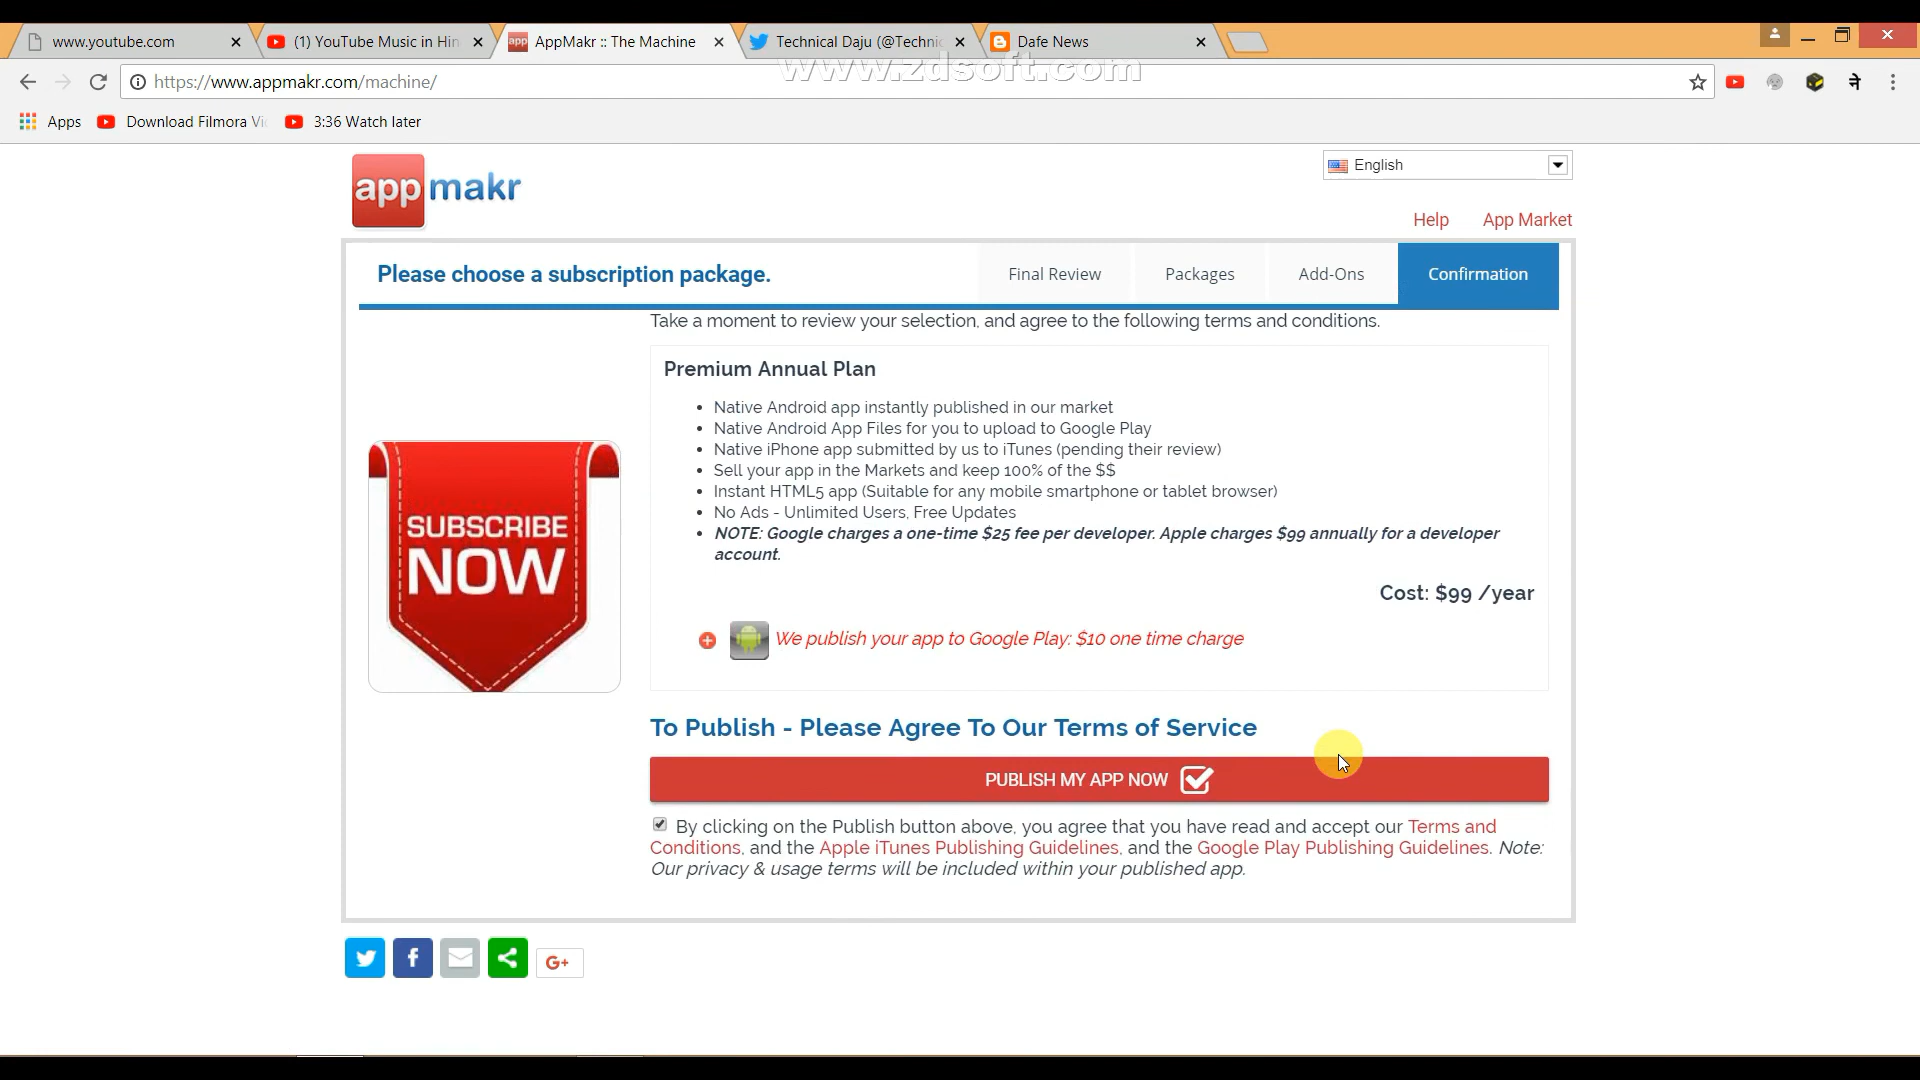 www.youtube.com
(1) YouTube Music in Hin
AppMakr :: The Machine
Technical Daju (@Technic
Dafe News
www.zdsoft.com
https://www.appmakr.com/machine/
ने
Apps
Download Filmora Vi
3:36 Watch later
appmakr
English
Help
App Market
Please choose a subscription package.
Final Review
Packages
Add-Ons
Confirmation
Take a moment to review your selection, and agree to the following terms and conditions.
Premium Annual Plan
• Native Android app instantly published in our market
• Native Android App Files for you to upload to Google Play
• Native iPhone app submitted by us to iTunes (pending their review)
• Sell your app in the Markets and keep 100% of the $$
• Instant HTML5 app (Suitable for any mobile smartphone or tablet browser)
• No Ads - Unlimited Users, Free Updates
• NOTE: Google charges a one-time $25 fee per developer. Apple charges $99 annually for a developer
account.
SUBSCRIBE
NOW
Cost: $99 /year
We publish your app to Google Play: $10 one time charge
To Publish - Please Agree To Our Terms of Service
PUBLISH MY APP NOW
By clicking on the Publish button above, you agree that you have read and accept our Terms and
Conditions, and the Apple iTunes Publishing Guidelines, and the Google Play Publishing Guidelines. Note:
Our privacy & usage terms will be included within your published app.
G+